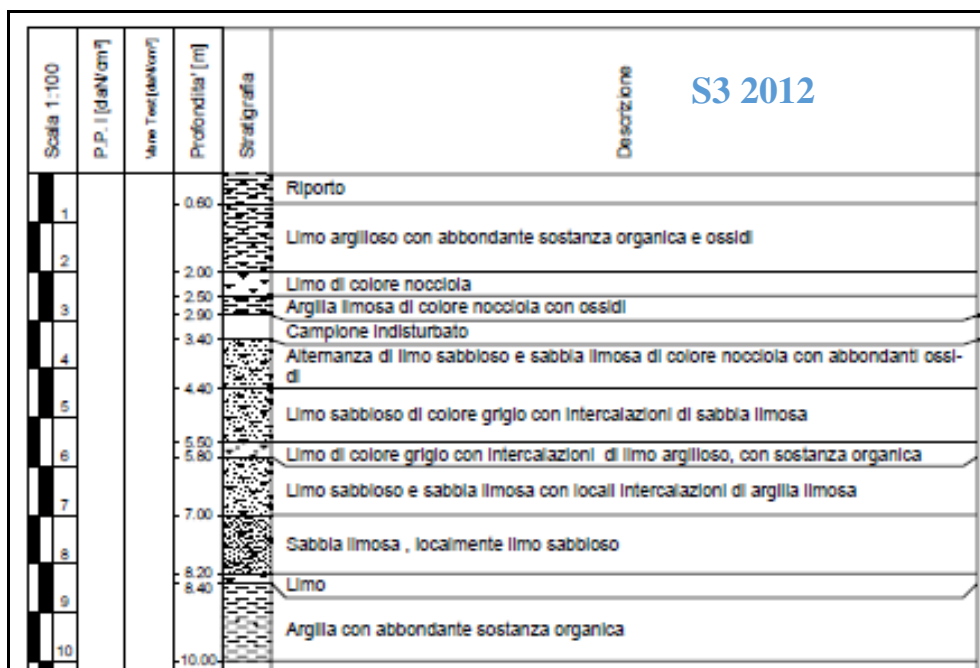 Scala 1:100
P.P. I [daN/cm²]
Vane Test [daN/cm²]
Profondita' [m]
Stratigrafia
Descrizione
S3 2012
Riporto
0.60
1
Limo argilloso con abbondante sostanza organica e ossidi
2
2.00
Limo di colore nocciola
2.50
Argilla limosa di colore nocciola con ossidi
3
2.90
Campione indisturbato
3.40
Alternanza di limo sabbioso e sabbia limosa di colore nocciola con abbondanti ossi-
di
4
4.40
5
Limo sabbioso di colore grigio con intercalazioni di sabbia limosa
5.50
6
5.80
Limo di colore grigio con intercalazioni di limo argilloso, con sostanza organica
Limo sabbioso e sabbia limosa con locali intercalazioni di argilla limosa
7
7.00
8
Sabbia limosa , localmente limo sabbioso
8.20
Limo
8.40
9
Argilla con abbondante sostanza organica
10
10.00